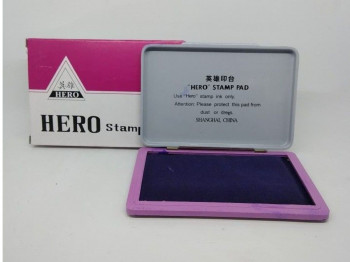 英雄
HERO
HERO Stamp
英雄印台
"HERO" STAMP PAD
Use "Hero" stamp ink only.
Attention: Please protect this pad from
dust or dregs.
SHANGHAI, CHINA